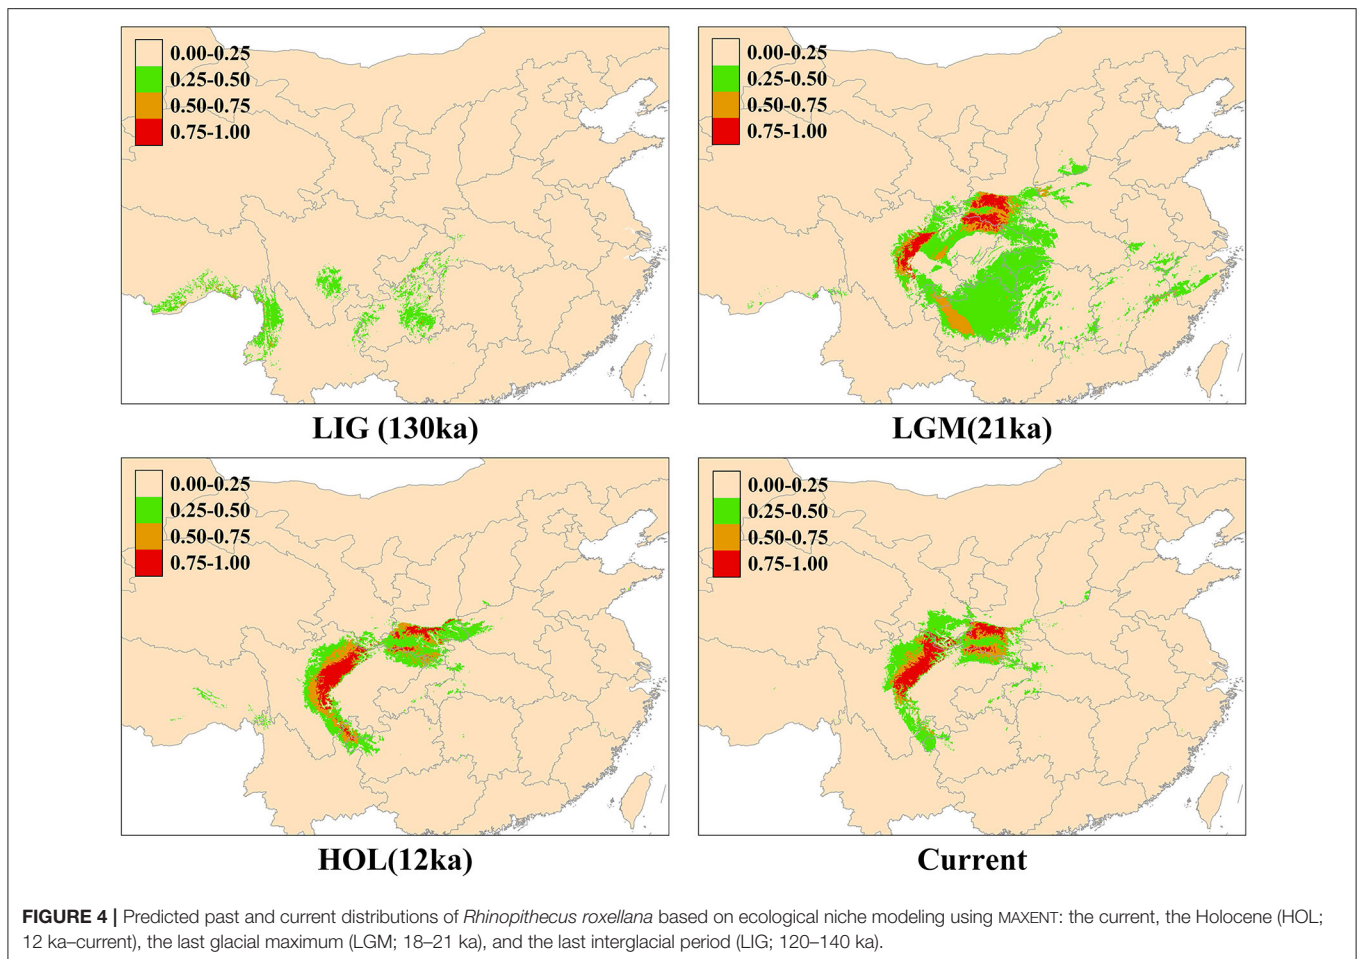 0.00-0.25
0.25-0.50
0.50-0.75
0.75-1.00
LIG (130ka)
0.00-0.25
0.25-0.50
0.50-0.75
0.75-1.00
LGM(21ka)
0.00-0.25
0.25-0.50
0.50-0.75
0.75-1.00
HOL(12ka)
0.00-0.25
0.25-0.50
0.50-0.75
0.75-1.00
Current
FIGURE 4 | Predicted past and current distributions of Rhinopithecus roxellana based on ecological niche modeling using MAXENT: the current, the Holocene (HOL;
12 ka–current), the last glacial maximum (LGM; 18–21 ka), and the last interglacial period (LIG; 120–140 ka).